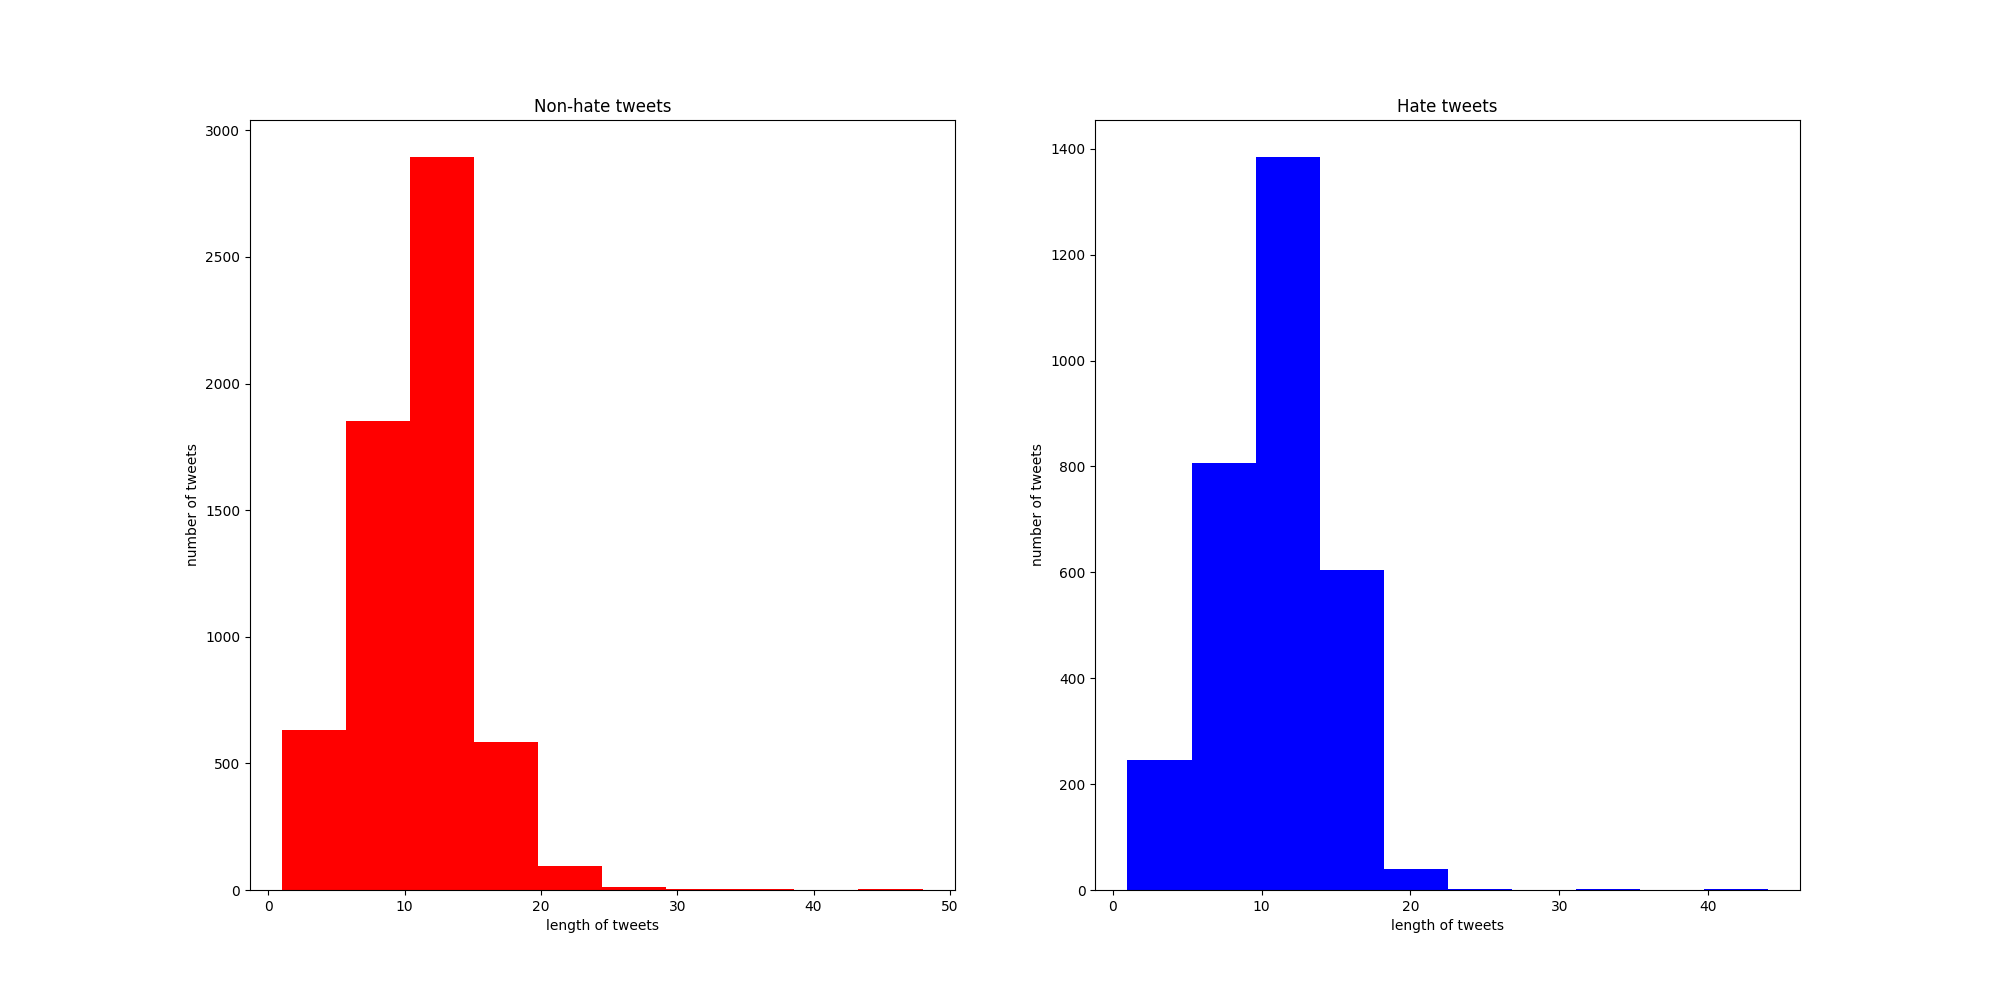 Non-hate tweets
3000
2500
2000
1500
1000
500
0
number of tweets
0 10 20 30 40 50
length of tweets
Hate tweets
1400
1200
1000
800
600
400
200
0
number of tweets
0 10 20 30 40
length of tweets